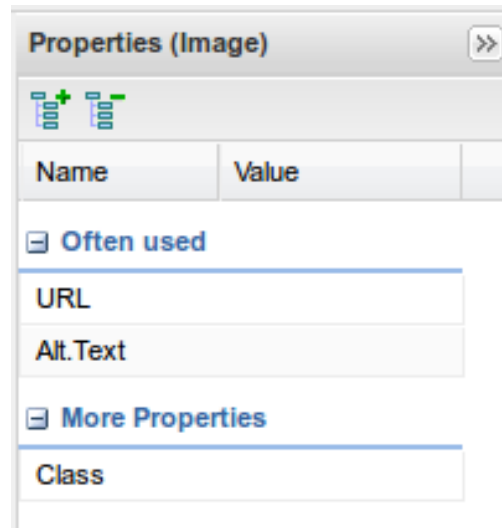 Properties (Image)
Name Value
Often used
URL
Alt.Text
More Properties
Class